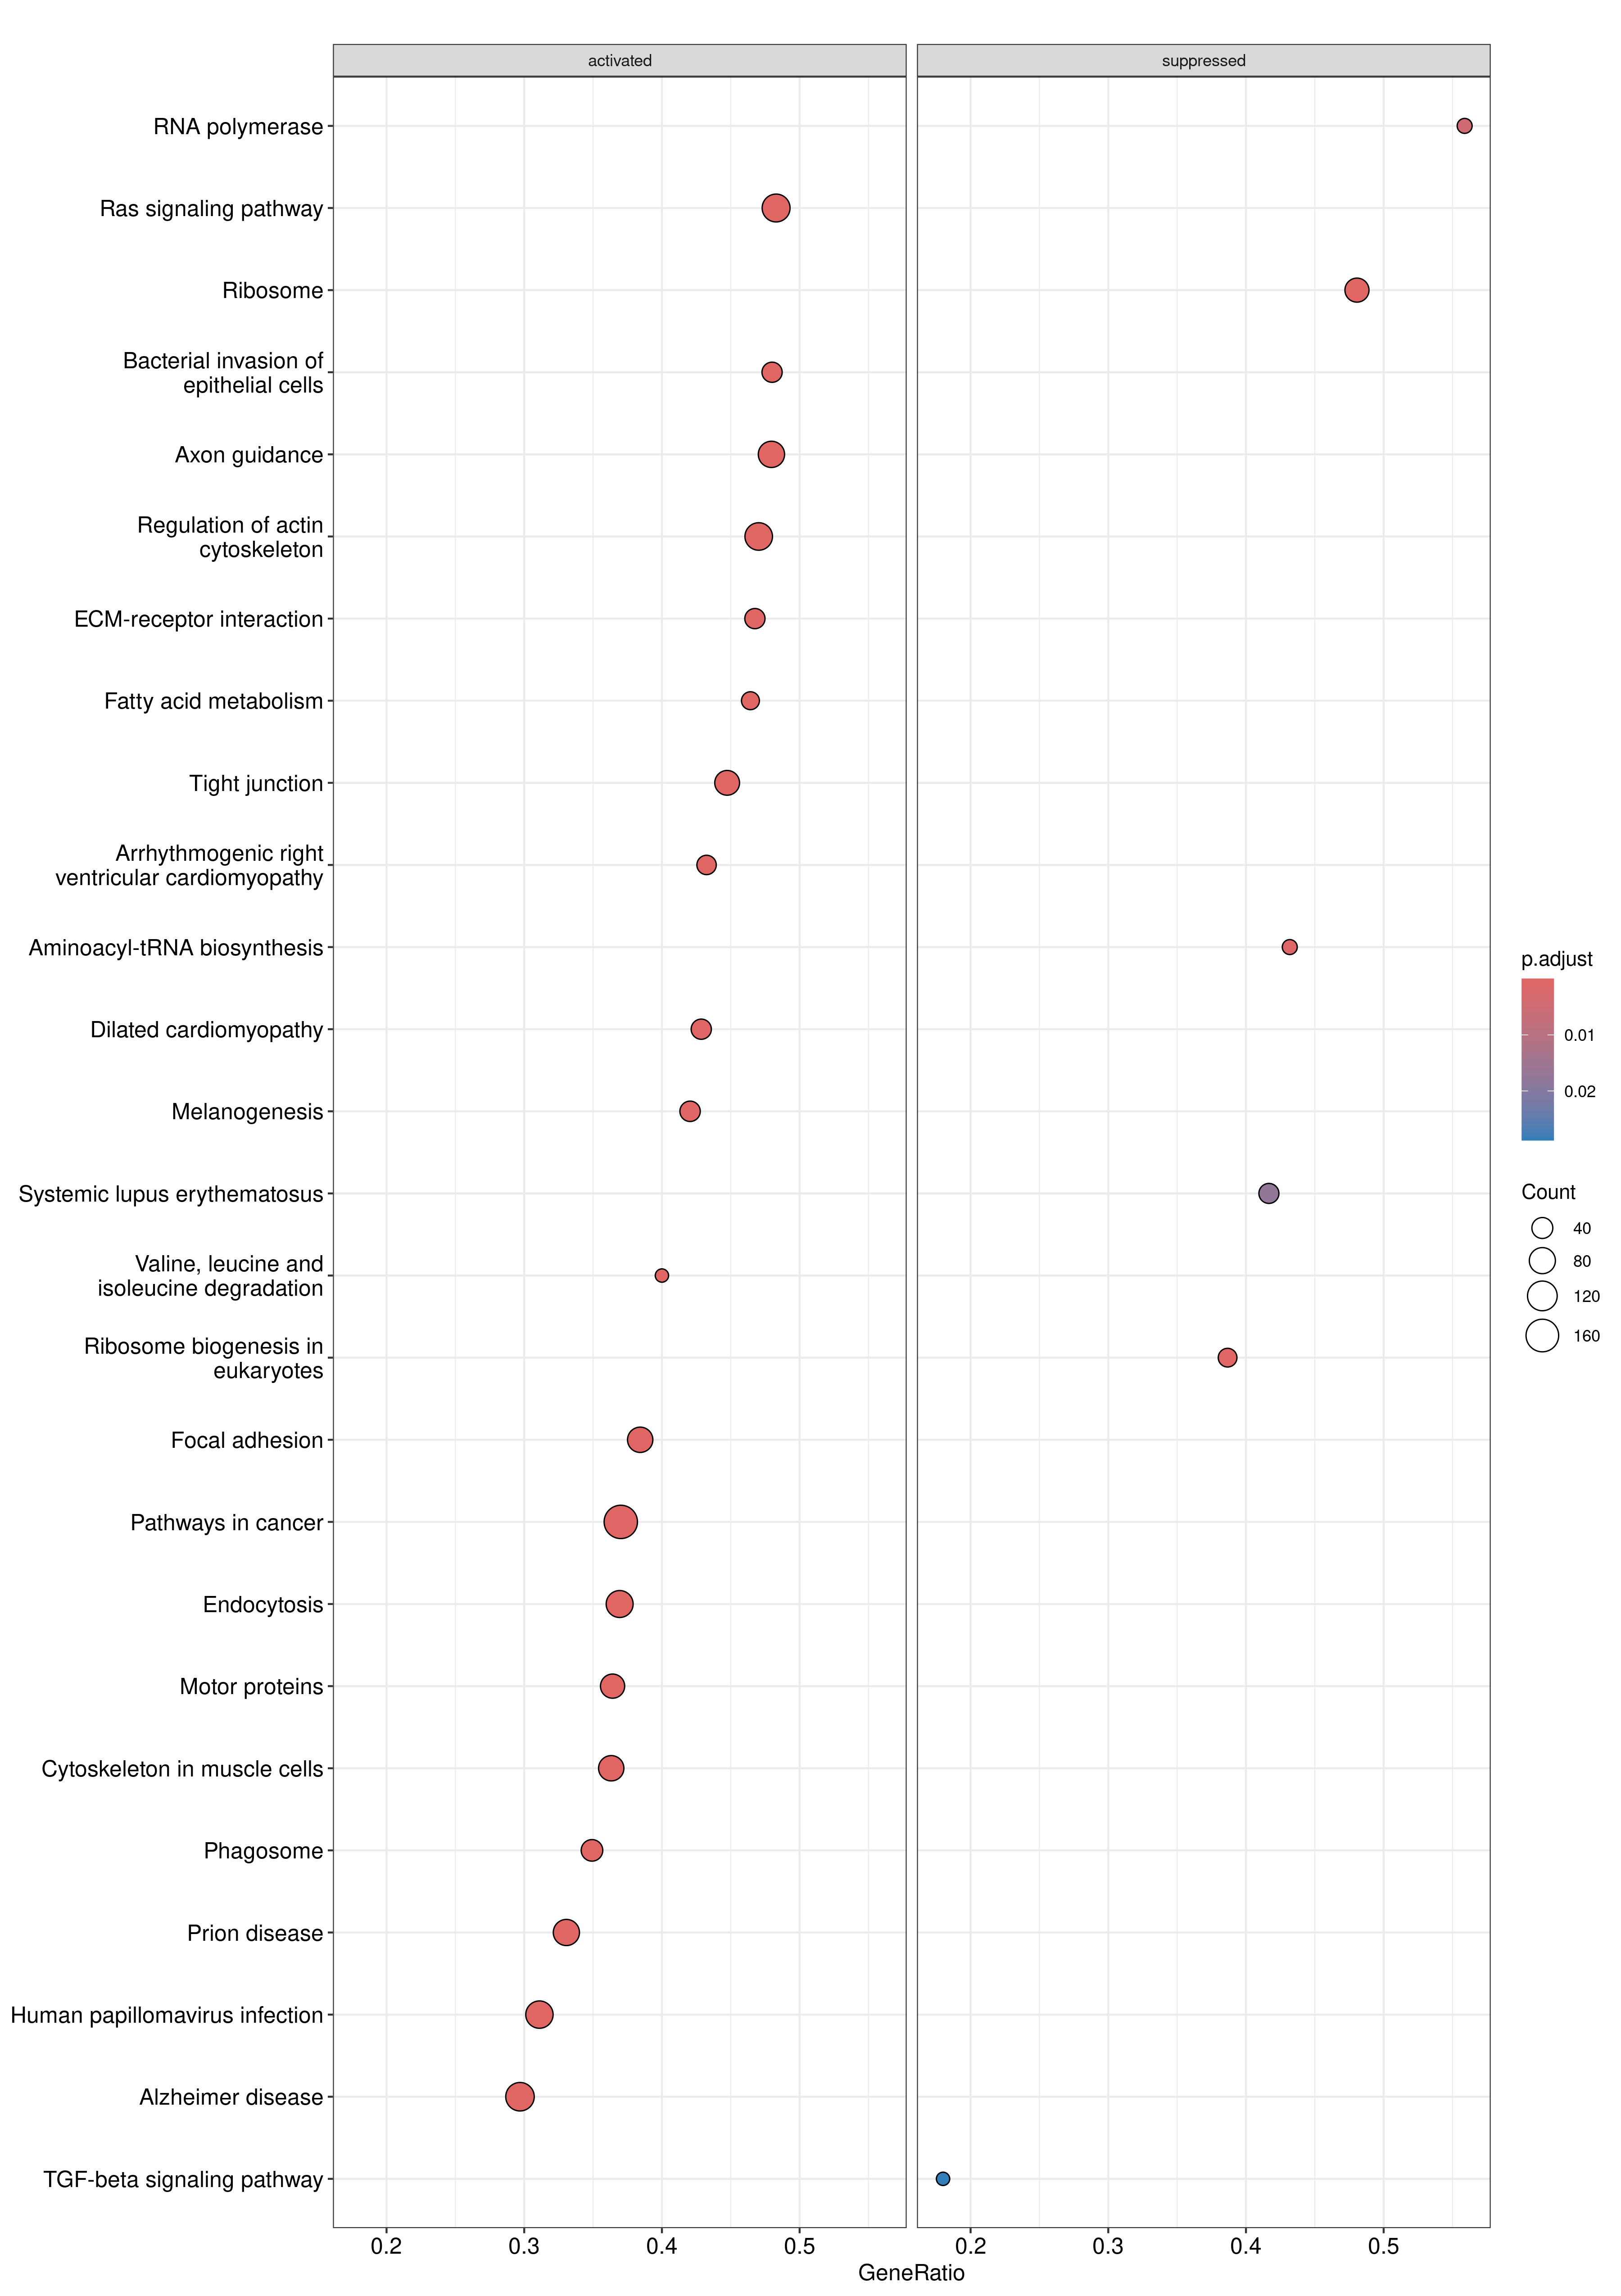 activated
suppressed
RNA polymerase
Ras signaling pathway
Ribosome
Bacterial invasion of
epithelial cells
Axon guidance
Regulation of actin
cytoskeleton
ECM-receptor interaction
Fatty acid metabolism
Tight junction
Arrhythmogenic right
ventricular cardiomyopathy
Aminoacyl-tRNA biosynthesis
Dilated cardiomyopathy
Melanogenesis
Systemic lupus erythematosus
Valine, leucine and
isoleucine degradation
Ribosome biogenesis in
eukaryotes
Focal adhesion
Pathways in cancer
Endocytosis
Motor proteins
Cytoskeleton in muscle cells
Phagosome
Prion disease
Human papillomavirus infection
Alzheimer disease
TGF-beta signaling pathway
0.2 0.3 0.4 0.5 0.2 0.3 0.4 0.5
GeneRatio
p.adjust
0.01
0.02
Count
40
80
120
160